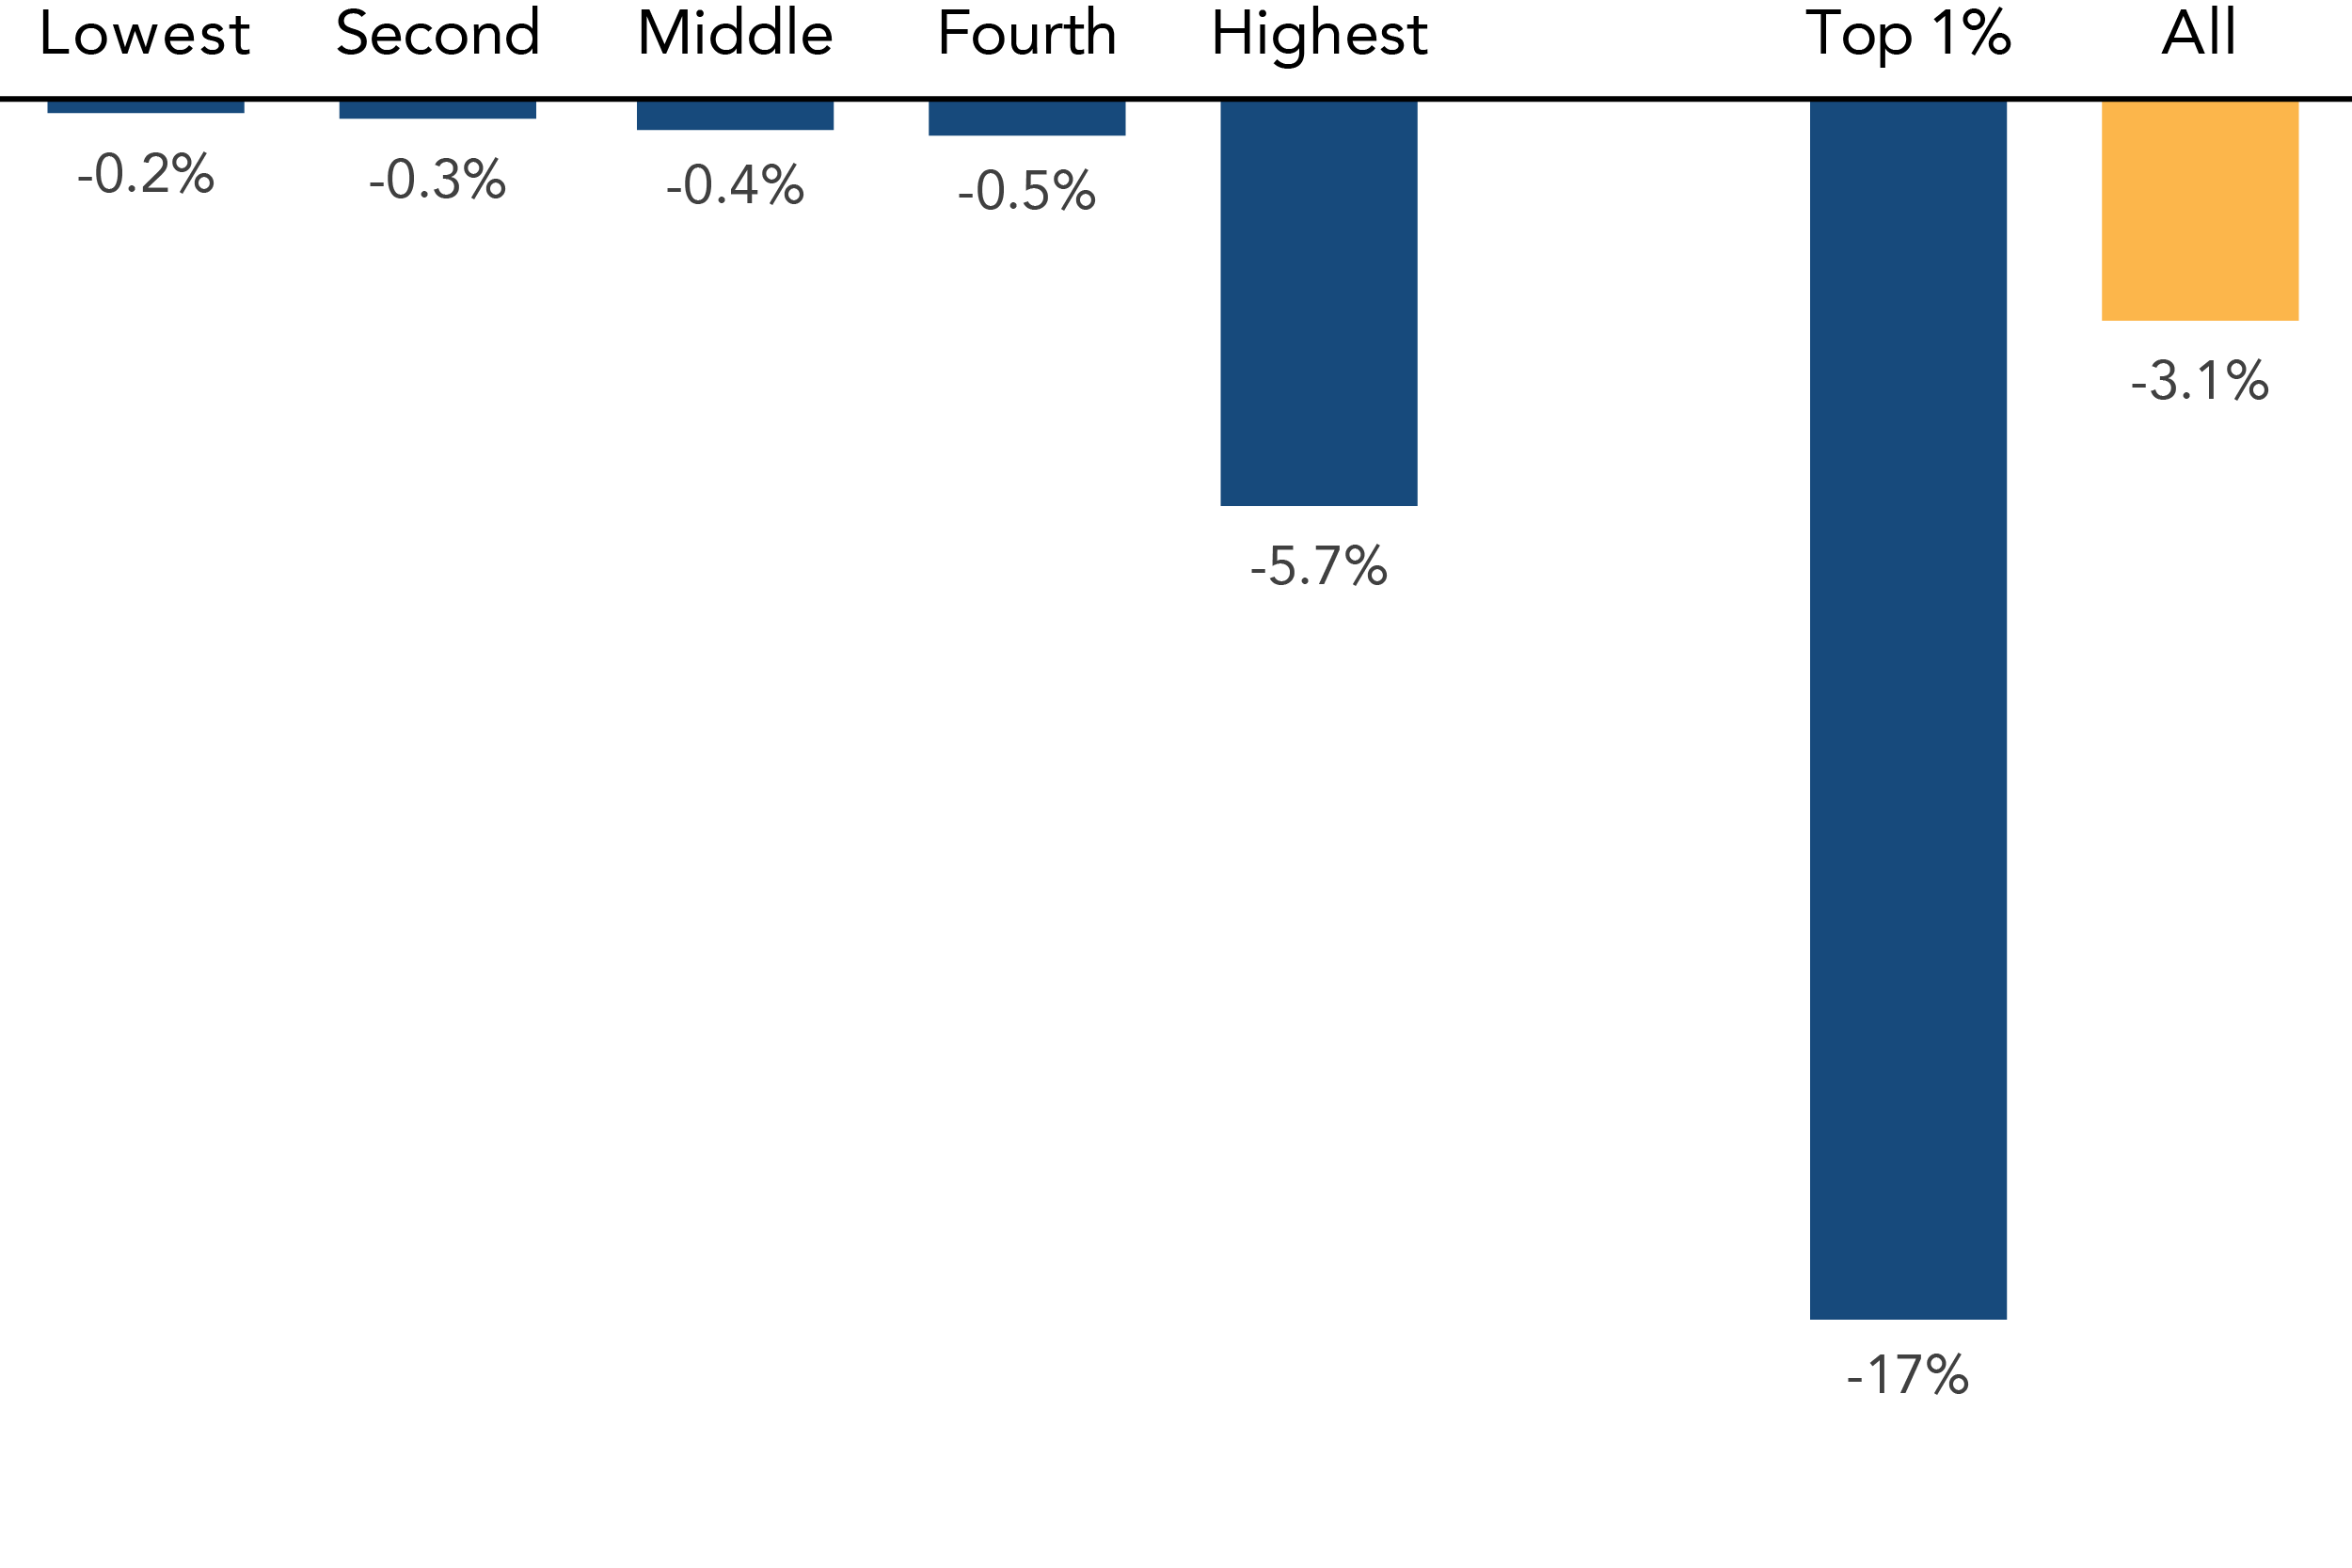 Lowest Second Middle Fourth Highest Top 1% All
-0.2% -0.3% -0.4% -0.5%
-3.1%
-5.7%
-17%